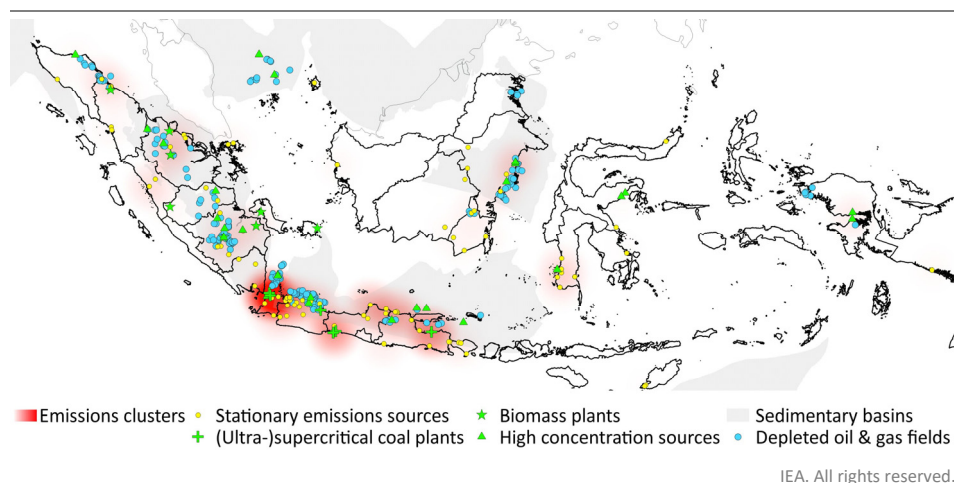 Emissions clusters Stationary emissions sources Biomass plants Sedimentary basins
(Ultra-)supercritical coal plants High concentration sources Depleted oil & gas fields
IEA. All rights reserved.